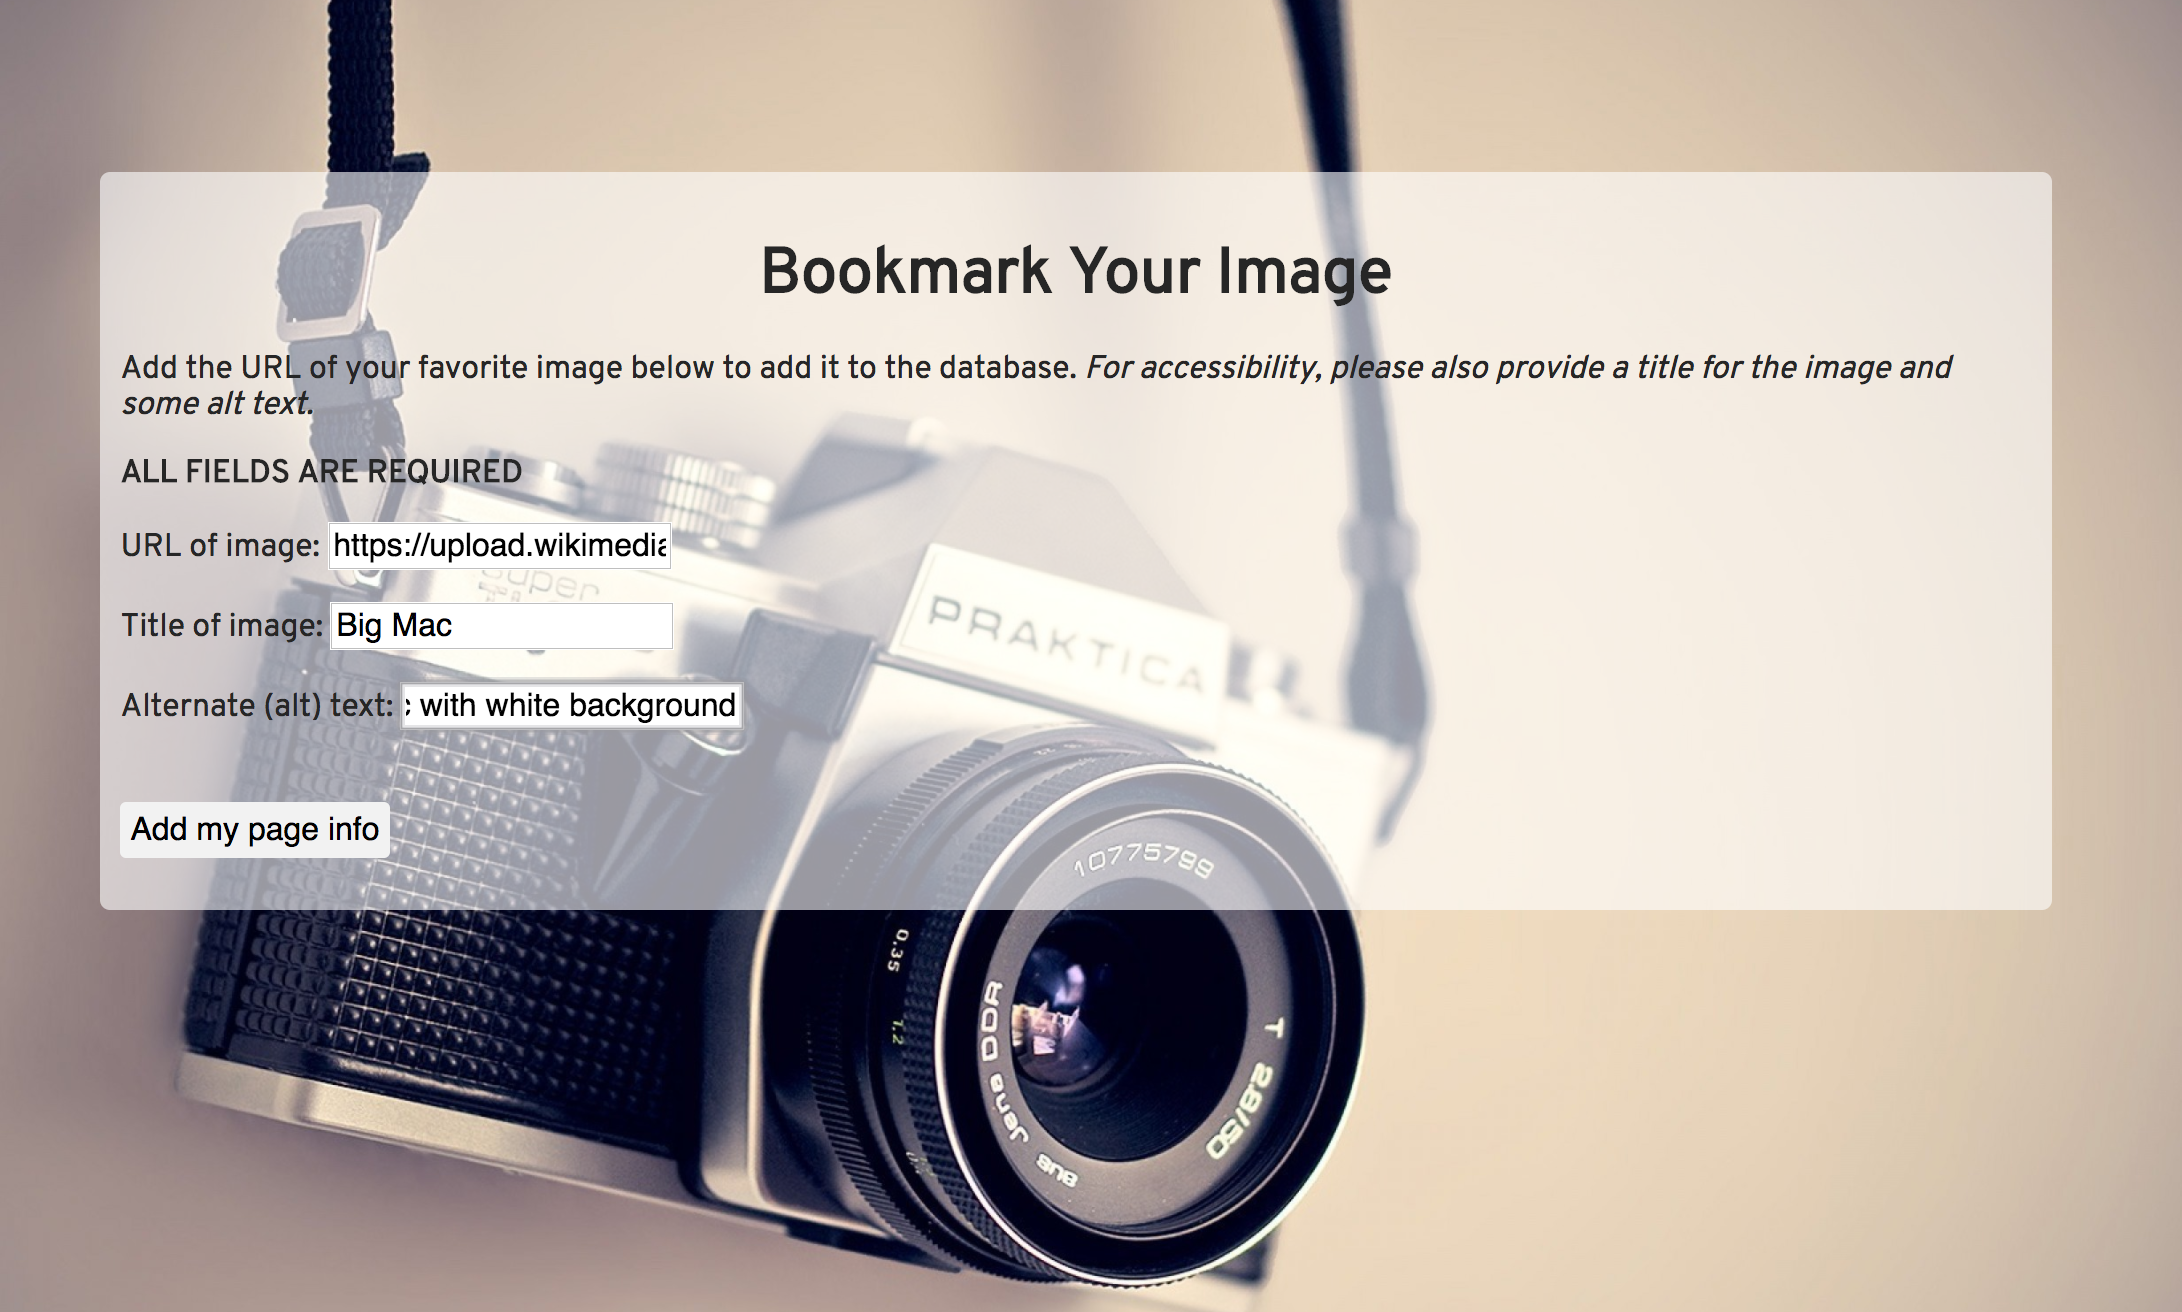 Bookmark Your Image
Add the URL of your favorite image below to add it to the database. For accessibility, please also provide a title for the image and
some alt text.
ALL FIELDS ARE REQUIRED
URL of image: https://upload.wikimedia
Super
Title of image: Big Mac
PRAKTICA
Alternate (alt) text: with white background
Add my page info
10775799
0.35
1.2
T 2.8/50
aus Jena DDR